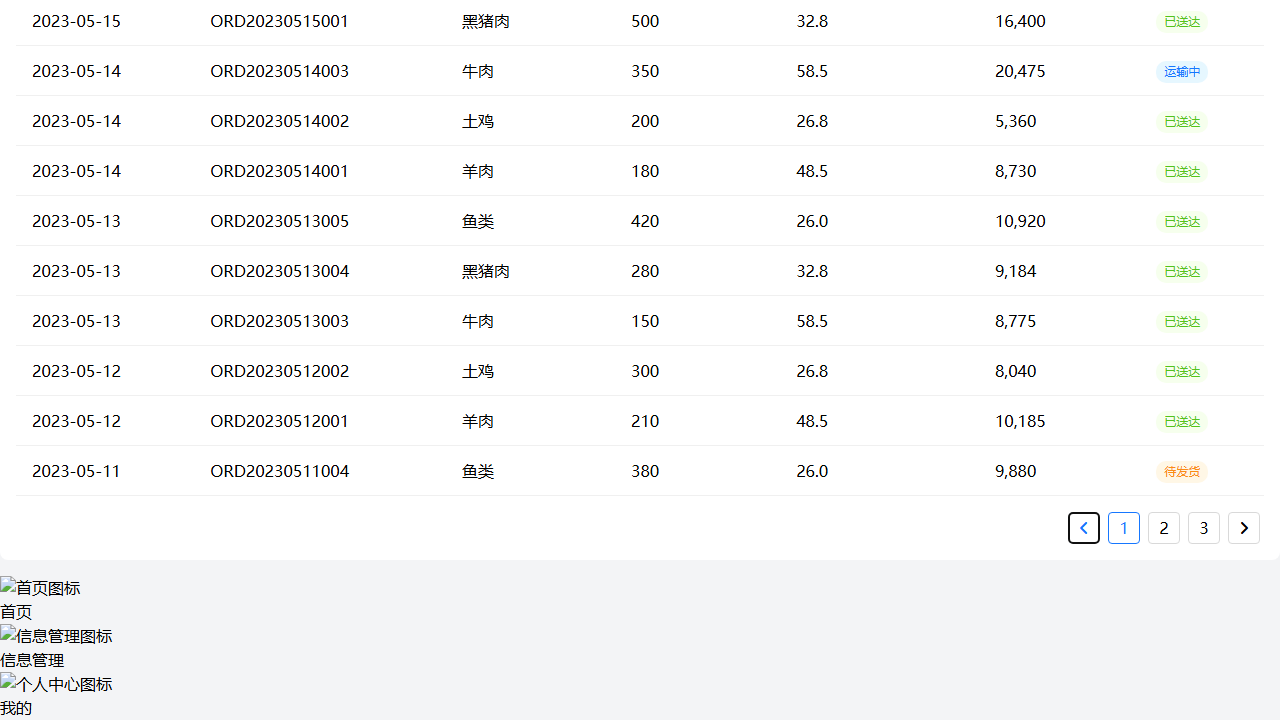 2023-05-15 ORD20230515001 黑猪肉 500 32.8 16,400 已送达
2023-05-14 ORD20230514003 牛肉 350 58.5 20,475 运输中
2023-05-14 ORD20230514002 土鸡 200 26.8 5,360 已送达
2023-05-14 ORD20230514001 羊肉 180 48.5 8,730 已送达
2023-05-13 ORD20230513005 鱼类 420 26.0 10,920 已送达
2023-05-13 ORD20230513004 黑猪肉 280 32.8 9,184 已送达
2023-05-13 ORD20230513003 牛肉 150 58.5 8,775 已送达
2023-05-12 ORD20230512002 土鸡 300 26.8 8,040 已送达
2023-05-12 ORD20230512001 羊肉 210 48.5 10,185 已送达
2023-05-11 ORD20230511004 鱼类 380 26.0 9,880 待发货
1 2 3
首页图标
首页
信息管理图标
信息管理
个人中心图标
我的